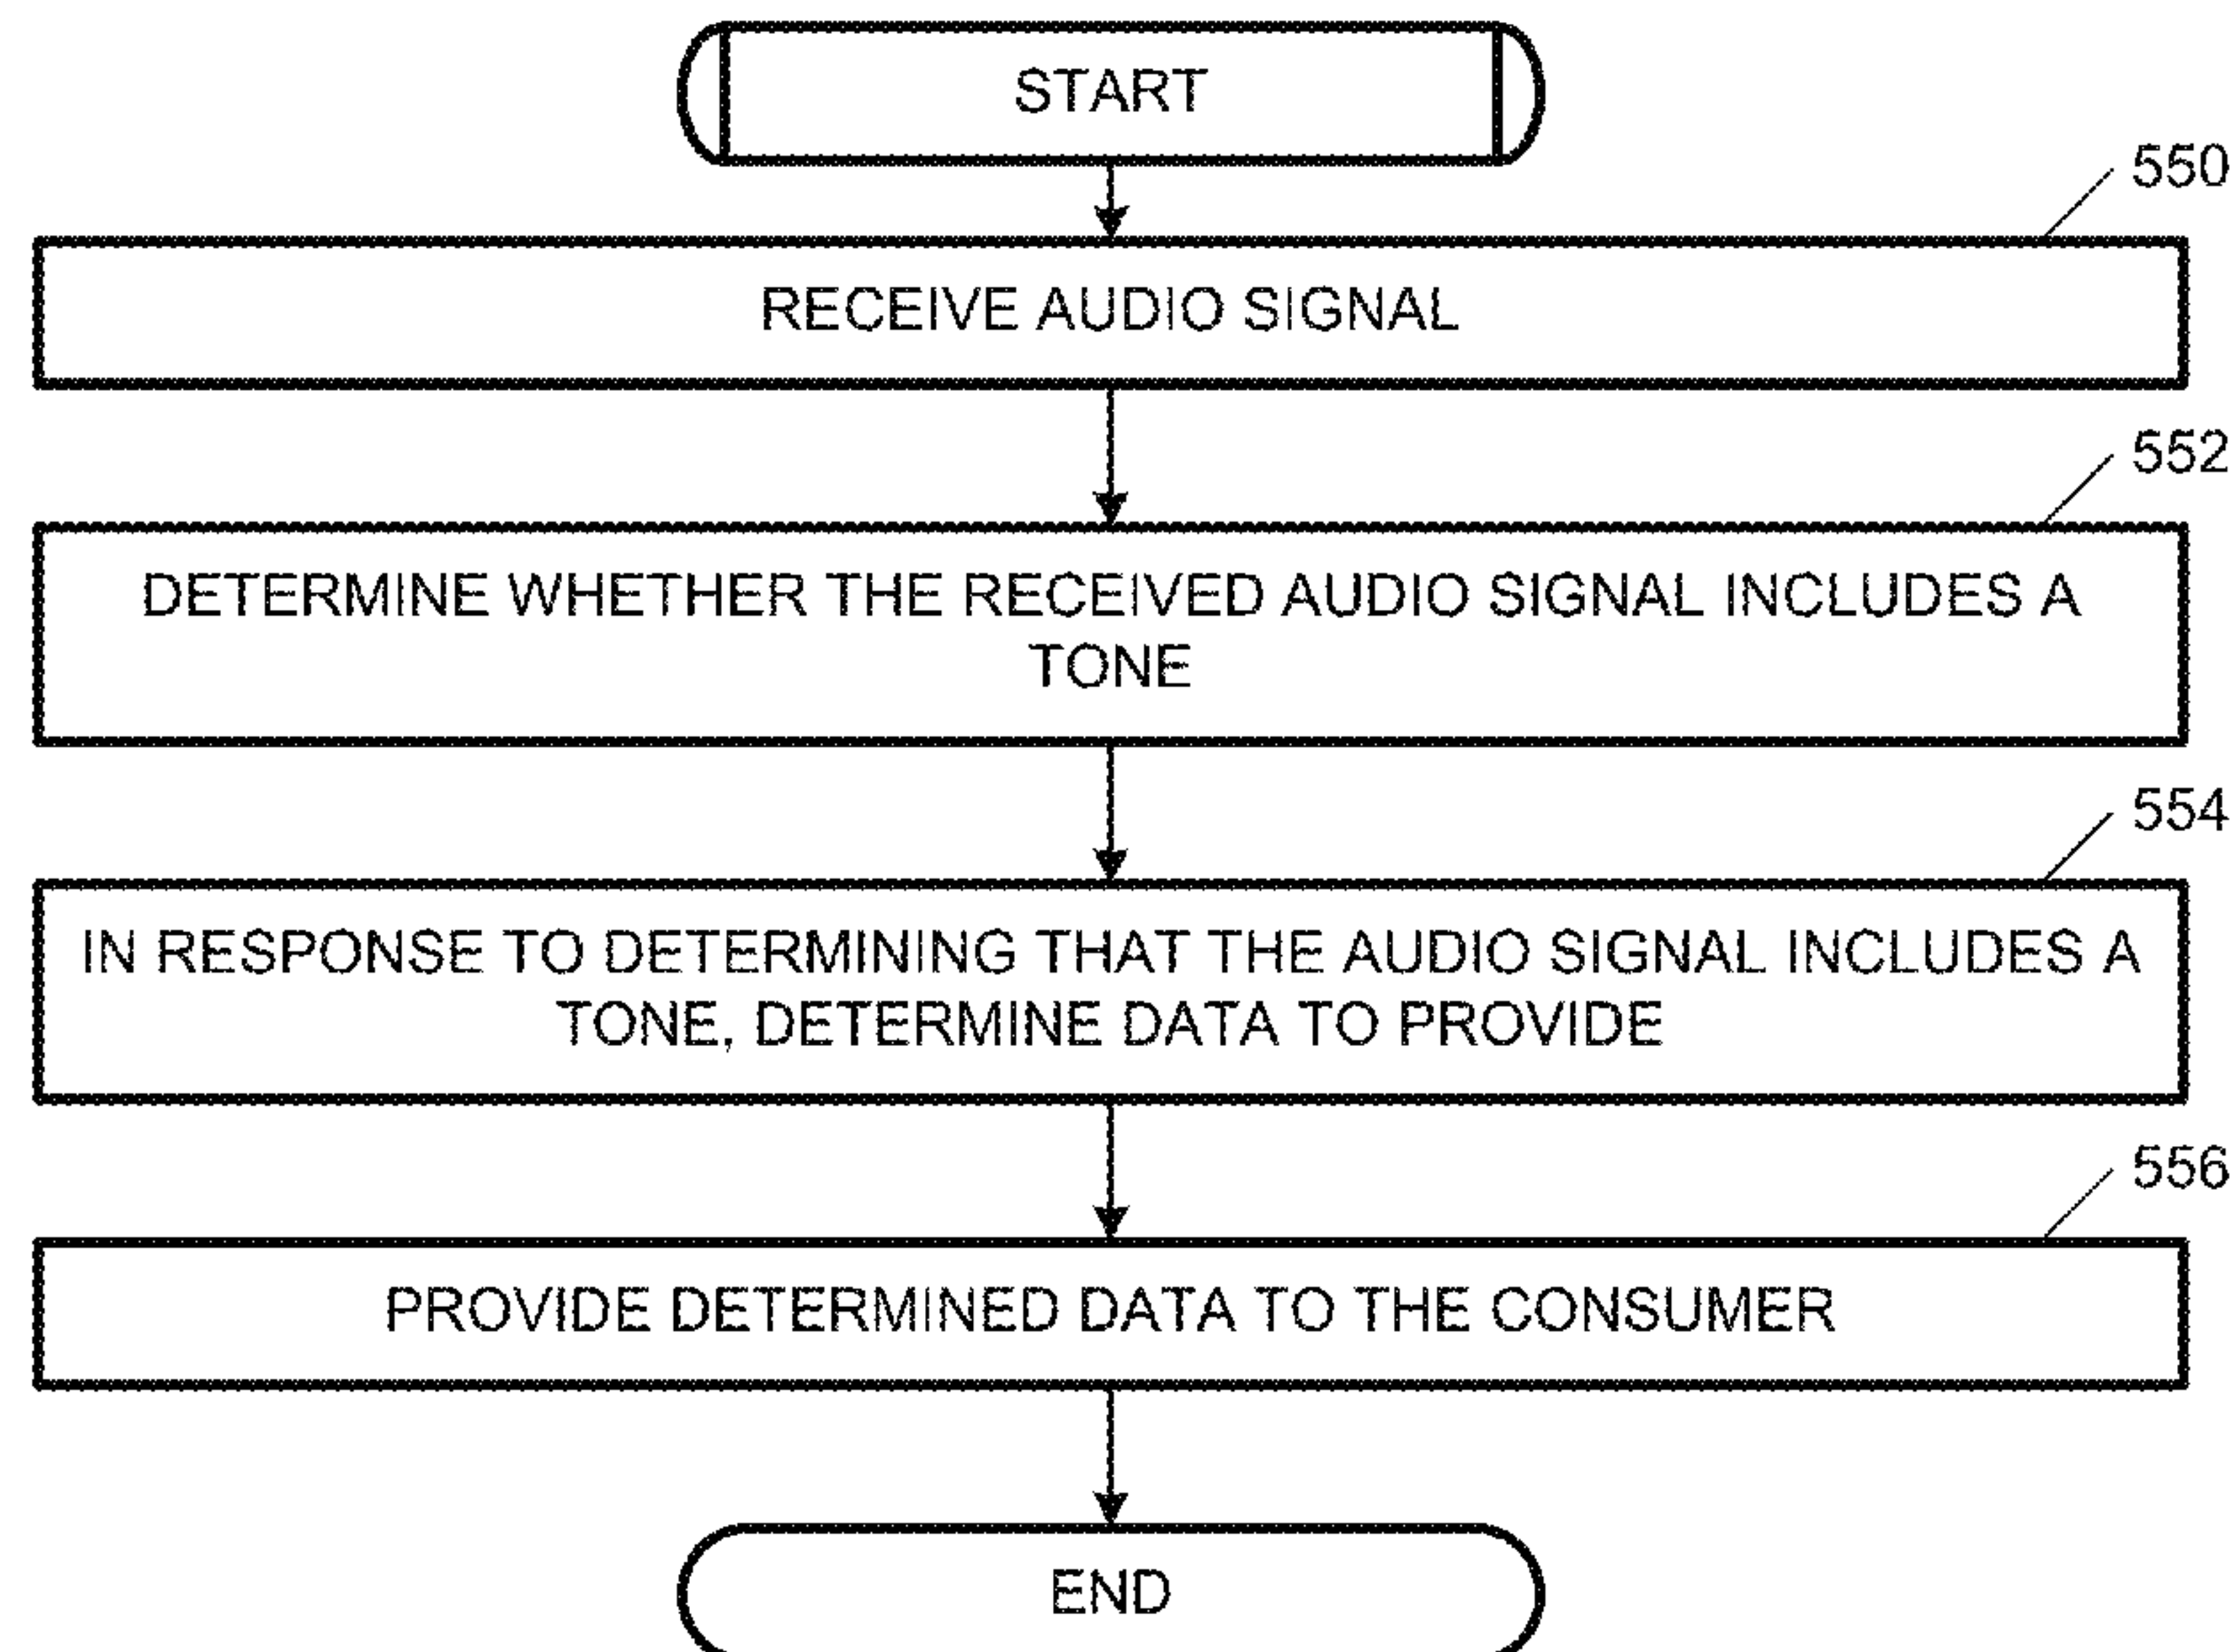 START
550
RECEIVE AUDIO SIGNAL
552
DETERMINE WHETHER THE RECEIVED AUDIO SIGNAL INCLUDES A
TONE
554
IN RESPONSE TO DETERMINING THAT THE AUDIO SIGNAL INCLUDES A
TONE, DETERMINE DATA TO PROVIDE
556
PROVIDE DETERMINED DATA TO THE CONSUMER
END